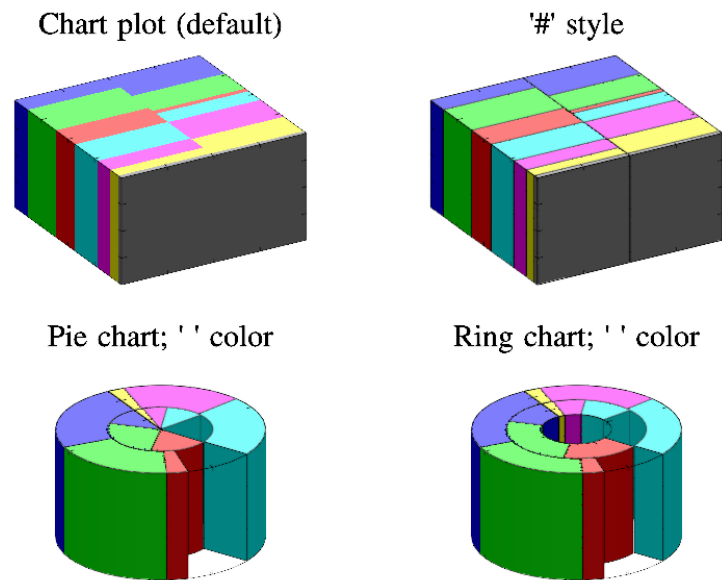 Chart plot (default)
'#' style
Pie chart; ' ' color
Ring chart; ' ' color